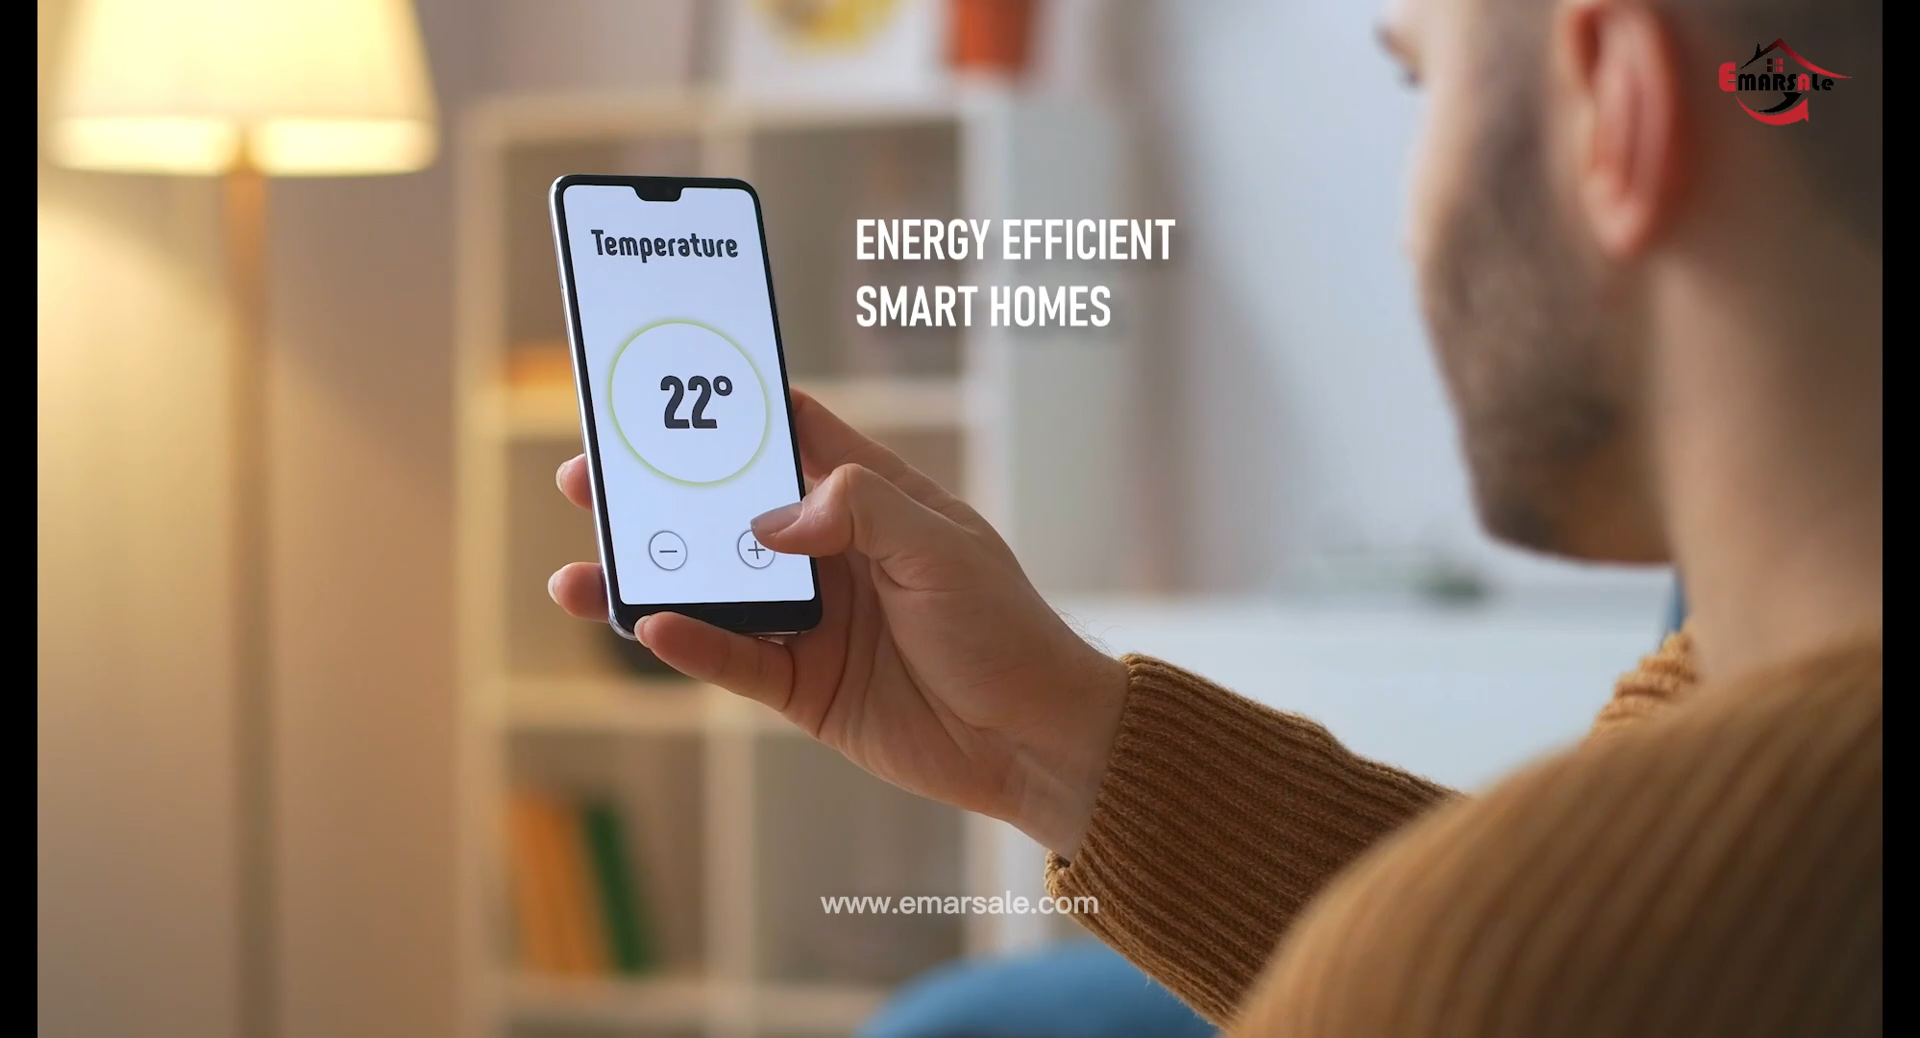 EMARSALE
Temperature
ENERGY EFFICIENT
SMART HOMES
22°
www.emarsale.com